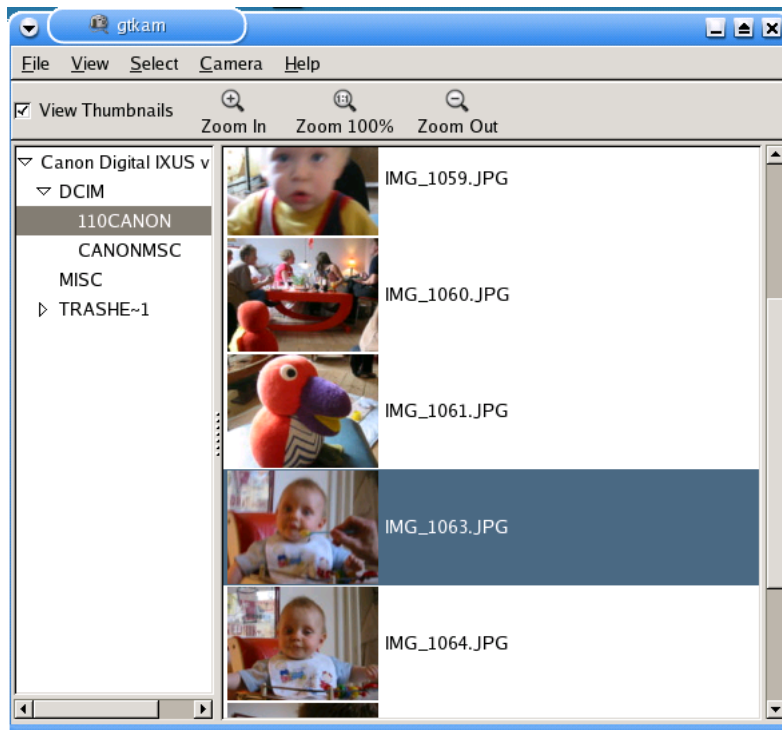 gtkam
File View Select Camera Help
View Thumbnails
Zoom In Zoom 100% Zoom Out
Canon Digital IXUS v
DCIM
110CANON
CANONMSC
MISC
TRASHE~1
IMG_1059.JPG
IMG_1060.JPG
IMG_1061.JPG
IMG_1063.JPG
IMG_1064.JPG